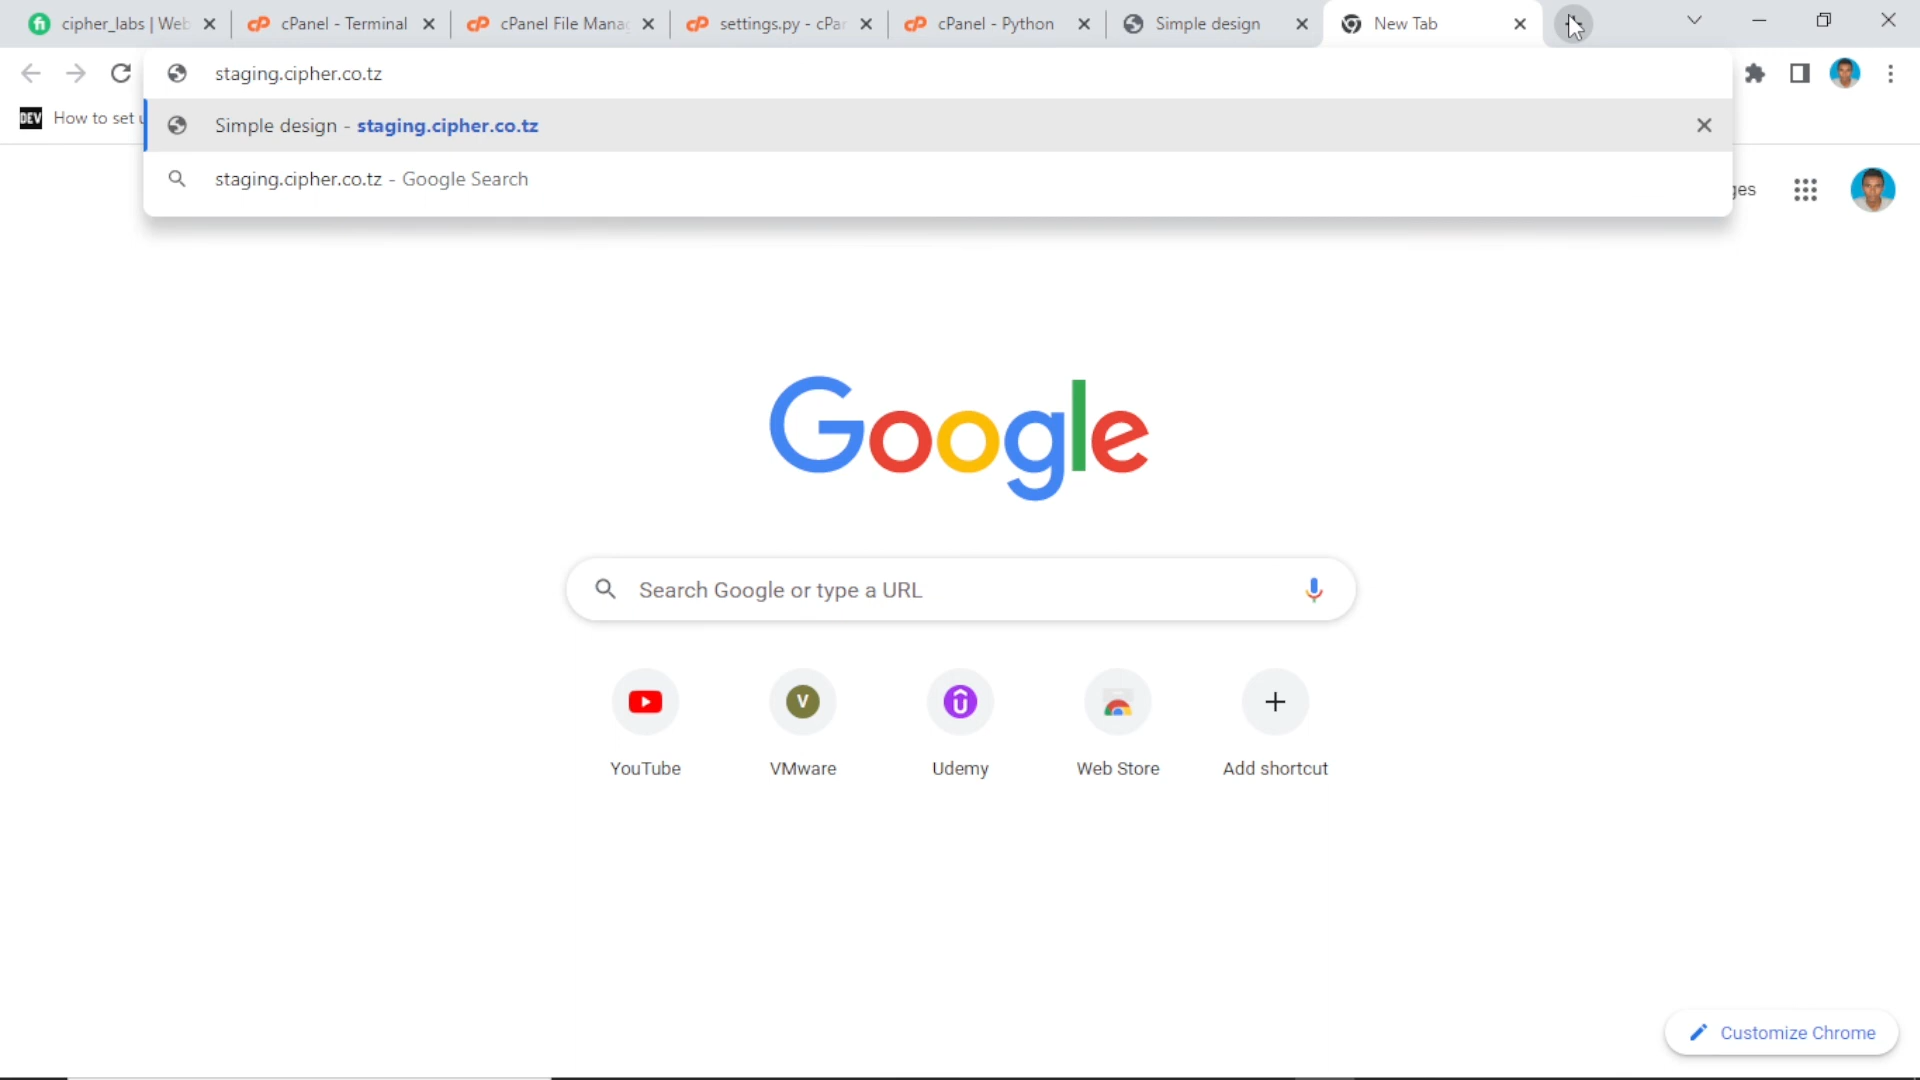 cipher_labs | Web
cPanel - Terminal
cPanel File Mana
settings.py - cPa
cPanel - Python
Simple design
New Tab
staging.cipher.co.tz
DEV How to set u
Simple design - staging.cipher.co.tz
staging.cipher.co.tz - Google Search
ges
Google
Search Google or type a URL
V
YouTube
VMware
Udemy
Web Store
Add shortcut
Customize Chrome